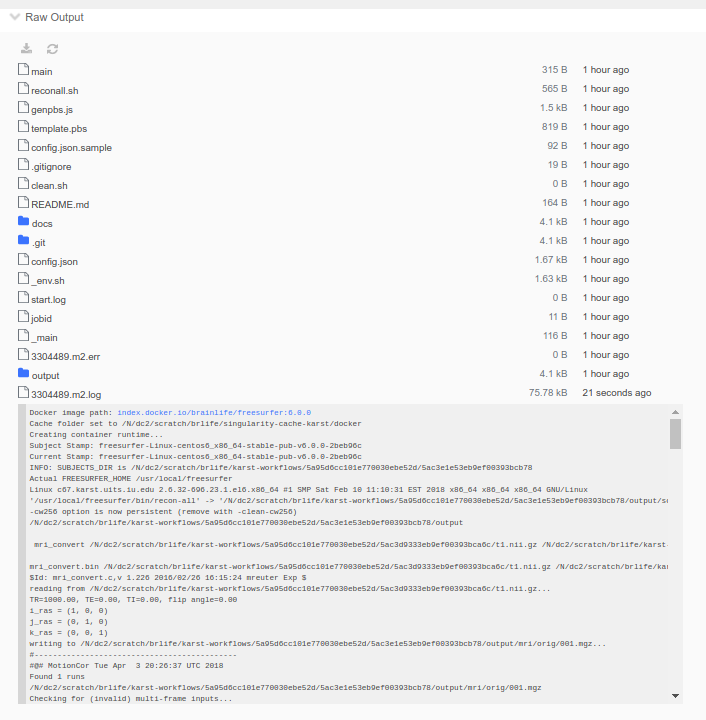 Raw Output
main 315 B 1 hour ago
reconall.sh 565 B 1 hour ago
genpbs.js 1.5 kB 1 hour ago
template.pbs 819 B 1 hour ago
config.json.sample 92 B 1 hour ago
.gitignore 19 B 1 hour ago
clean.sh 0 B 1 hour ago
README.md 164 B 1 hour ago
docs 4.1 kB 1 hour ago
.git 4.1 kB 1 hour ago
config.json 1.67 kB 1 hour ago
_env.sh 1.63 kB 1 hour ago
start.log 0 B 1 hour ago
jobid 11 B 1 hour ago
_main 116 B 1 hour ago
3304489.m2.err 0 B 1 hour ago
output 4.1 kB 1 hour ago
3304489.m2.log 75.78 kB 21 seconds ago
Docker image path: index.docker.io/brainlife/freesurfer:6.0.0
Cache folder set to /N/dc2/scratch/brlife/singularity-cache-karst/docker
Creating container runtime...
Subject Stamp: freesurfer-Linux-centos6_x86_64-stable-pub-v6.0.0-2beb96c
Current Stamp: freesurfer-Linux-centos6_x86_64-stable-pub-v6.0.0-2beb96c
INFO: SUBJECTS_DIR is /N/dc2/scratch/brlife/karst-workflows/5a95d6cc101e770030ebe52d/5ac3e1e53eb9ef00393bcb78
Actual FREESURFER_HOME /usr/local/freesurfer
Linux c67.karst.uits.iu.edu 2.6.32-696.23.1.el6.x86_64 #1 SMP Sat Feb 10 11:10:31 EST 2018 x86_64 x86_64 x86_64 GNU/Linux
'/usr/local/freesurfer/bin/recon-all' -> '/N/dc2/scratch/brlife/karst-workflows/5a95d6cc101e770030ebe52d/5ac3e1e53eb9ef00393bcb78/output/sc
-cw256 option is now persistent (remove with -clean-cw256)
/N/dc2/scratch/brlife/karst-workflows/5a95d6cc101e770030ebe52d/5ac3e1e53eb9ef00393bcb78/output
mri_convert /N/dc2/scratch/brlife/karst-workflows/5a95d6cc101e770030ebe52d/5ac3d9333eb9ef00393bca6c/t1.nii.gz /N/dc2/scratch/brlife/karst-
mri_convert.bin /N/dc2/scratch/brlife/karst-workflows/5a95d6cc101e770030ebe52d/5ac3d9333eb9ef00393bca6c/t1.nii.gz /N/dc2/scratch/brlife/kar
$Id: mri_convert.c,v 1.226 2016/02/26 16:15:24 mreuter Exp $
reading from /N/dc2/scratch/brlife/karst-workflows/5a95d6cc101e770030ebe52d/5ac3d9333eb9ef00393bca6c/t1.nii.gz...
TR=1000.00, TE=0.00, TI=0.00, flip angle=0.00
i_ras = (1, 0, 0)
j_ras = (0, 1, 0)
k_ras = (0, 0, 1)
writing to /N/dc2/scratch/brlife/karst-workflows/5a95d6cc101e770030ebe52d/5ac3e1e53eb9ef00393bcb78/output/mri/orig/001.mgz...
#--------------------------------------------
#@# MotionCor Tue Apr  3 20:26:37 UTC 2018
Found 1 runs
/N/dc2/scratch/brlife/karst-workflows/5a95d6cc101e770030ebe52d/5ac3e1e53eb9ef00393bcb78/output/mri/orig/001.mgz
Checking for (invalid) multi-frame inputs...